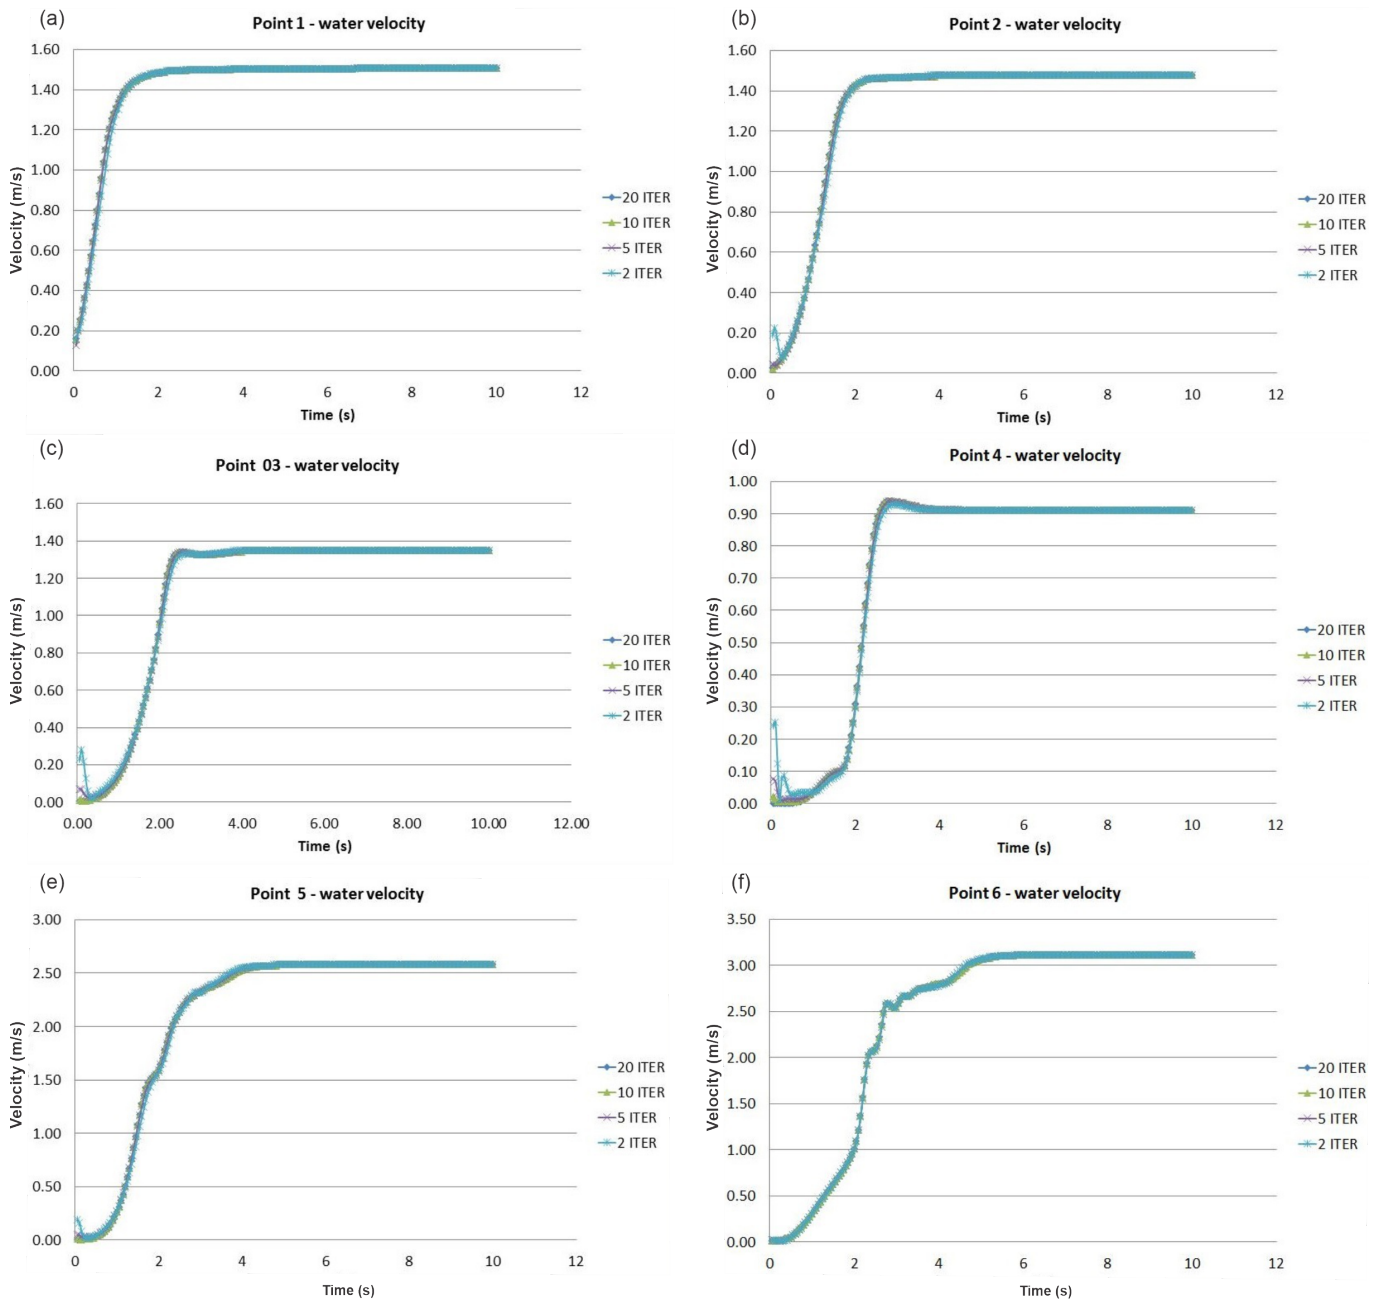 (a)
Point 1 - water velocity
1.60
1.40
1.20
1.00
0.80
0.60
0.40
0.20
0.00
Velocity (m/s)
0 2 4 6 8 10 12
Time (s)
20 ITER
10 ITER
5 ITER
2 ITER
(b)
Point 2 - water velocity
1.60
1.40
1.20
1.00
0.80
0.60
0.40
0.20
0.00
Velocity (m/s)
0 2 4 6 8 10 12
Time (s)
20 ITER
10 ITER
5 ITER
2 ITER
(c)
Point 03 - water velocity
1.60
1.40
1.20
1.00
0.80
0.60
0.40
0.20
0.00
Velocity (m/s)
0.00 2.00 4.00 6.00 8.00 10.00 12.00
Time (s)
20 ITER
10 ITER
5 ITER
2 ITER
(d)
Point 4 - water velocity
1.00
0.90
0.80
0.70
0.60
0.50
0.40
0.30
0.20
0.10
0.00
Velocity (m/s)
0 2 4 6 8 10 12
Time (s)
20 ITER
10 ITER
5 ITER
2 ITER
(e)
Point 5 - water velocity
3.00
2.50
2.00
1.50
1.00
0.50
0.00
Velocity (m/s)
0 2 4 6 8 10 12
Time (s)
20 ITER
10 ITER
5 ITER
2 ITER
(f)
Point 6 - water velocity
3.50
3.00
2.50
2.00
1.50
1.00
0.50
0.00
Velocity (m/s)
0 2 4 6 8 10 12
Time (s)
20 ITER
10 ITER
5 ITER
2 ITER